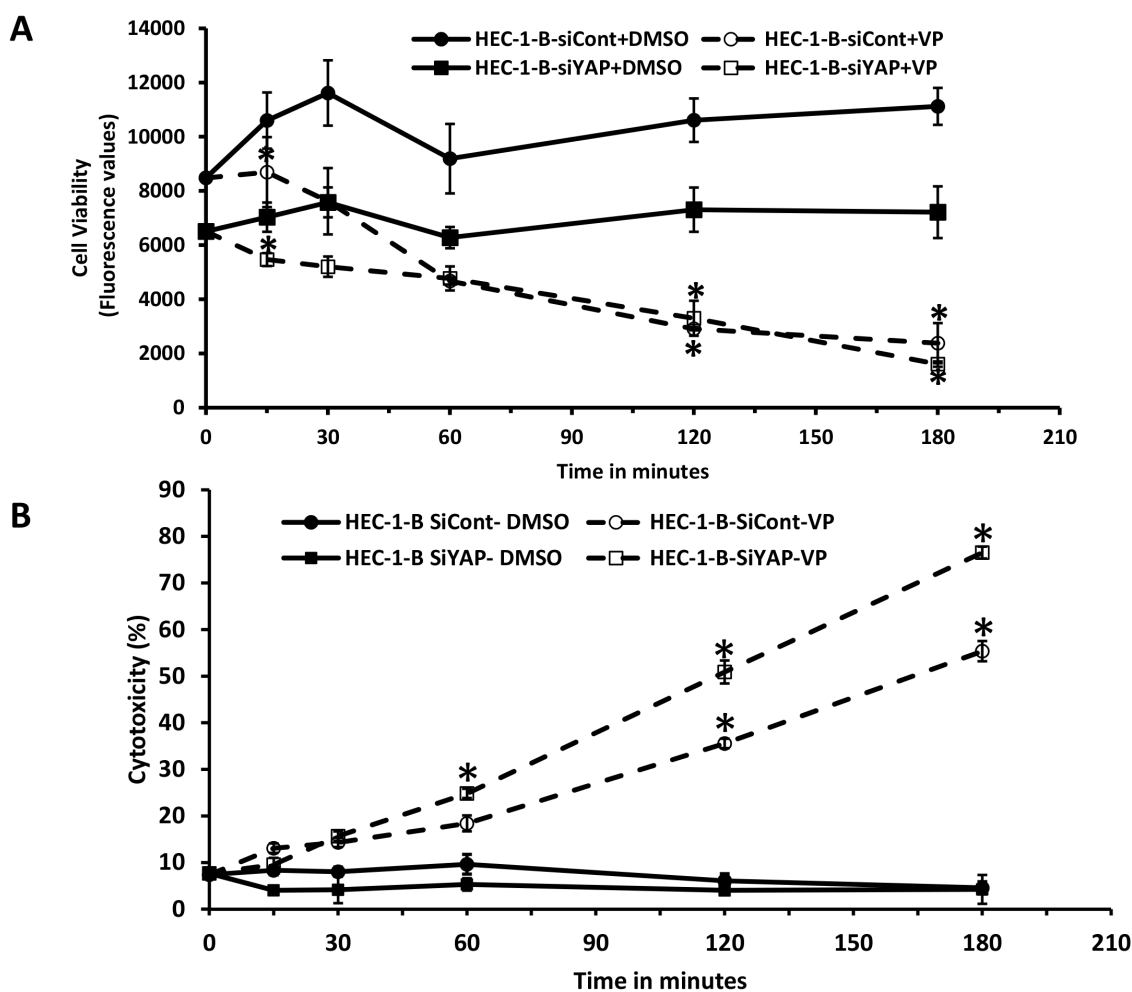 A
14000
12000
10000
8000
6000
4000
2000
0
Cell Viability
(Fluorescence values)
HEC-1-B-siCont+DMSO
HEC-1-B-siCont+VP
HEC-1-B-siYAP+DMSO
HEC-1-B-siYAP+VP
*
*
*
*
*
*
0 30 60 90 120 150 180 210
Time in minutes
B
90
80
70
60
50
40
30
20
10
0
Cytotoxicity (%)
HEC-1-B SiCont- DMSO
HEC-1-B-SiCont-VP
HEC-1-B SiYAP- DMSO
HEC-1-B-SiYAP-VP
*
*
*
*
*
0 30 60 90 120 150 180 210
Time in minutes